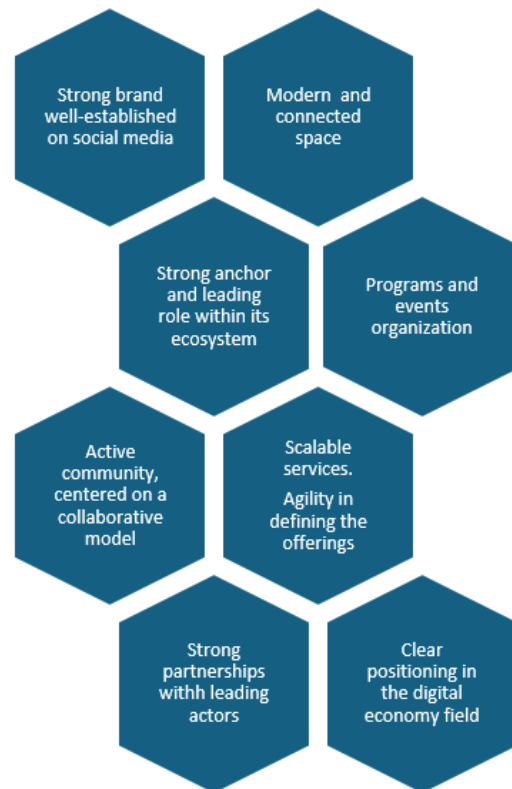 Strong brand
well-established
on social media
Modern and
connected
space
Strong anchor
and leading
role within its
ecosystem
Programs and
events
organization
Active
community,
centered on a
collaborative
model
Scalable
services.
Agility in
defining the
offerings
Strong
partnerships
withh leading
actors
Clear
positioning in
the digital
economy field